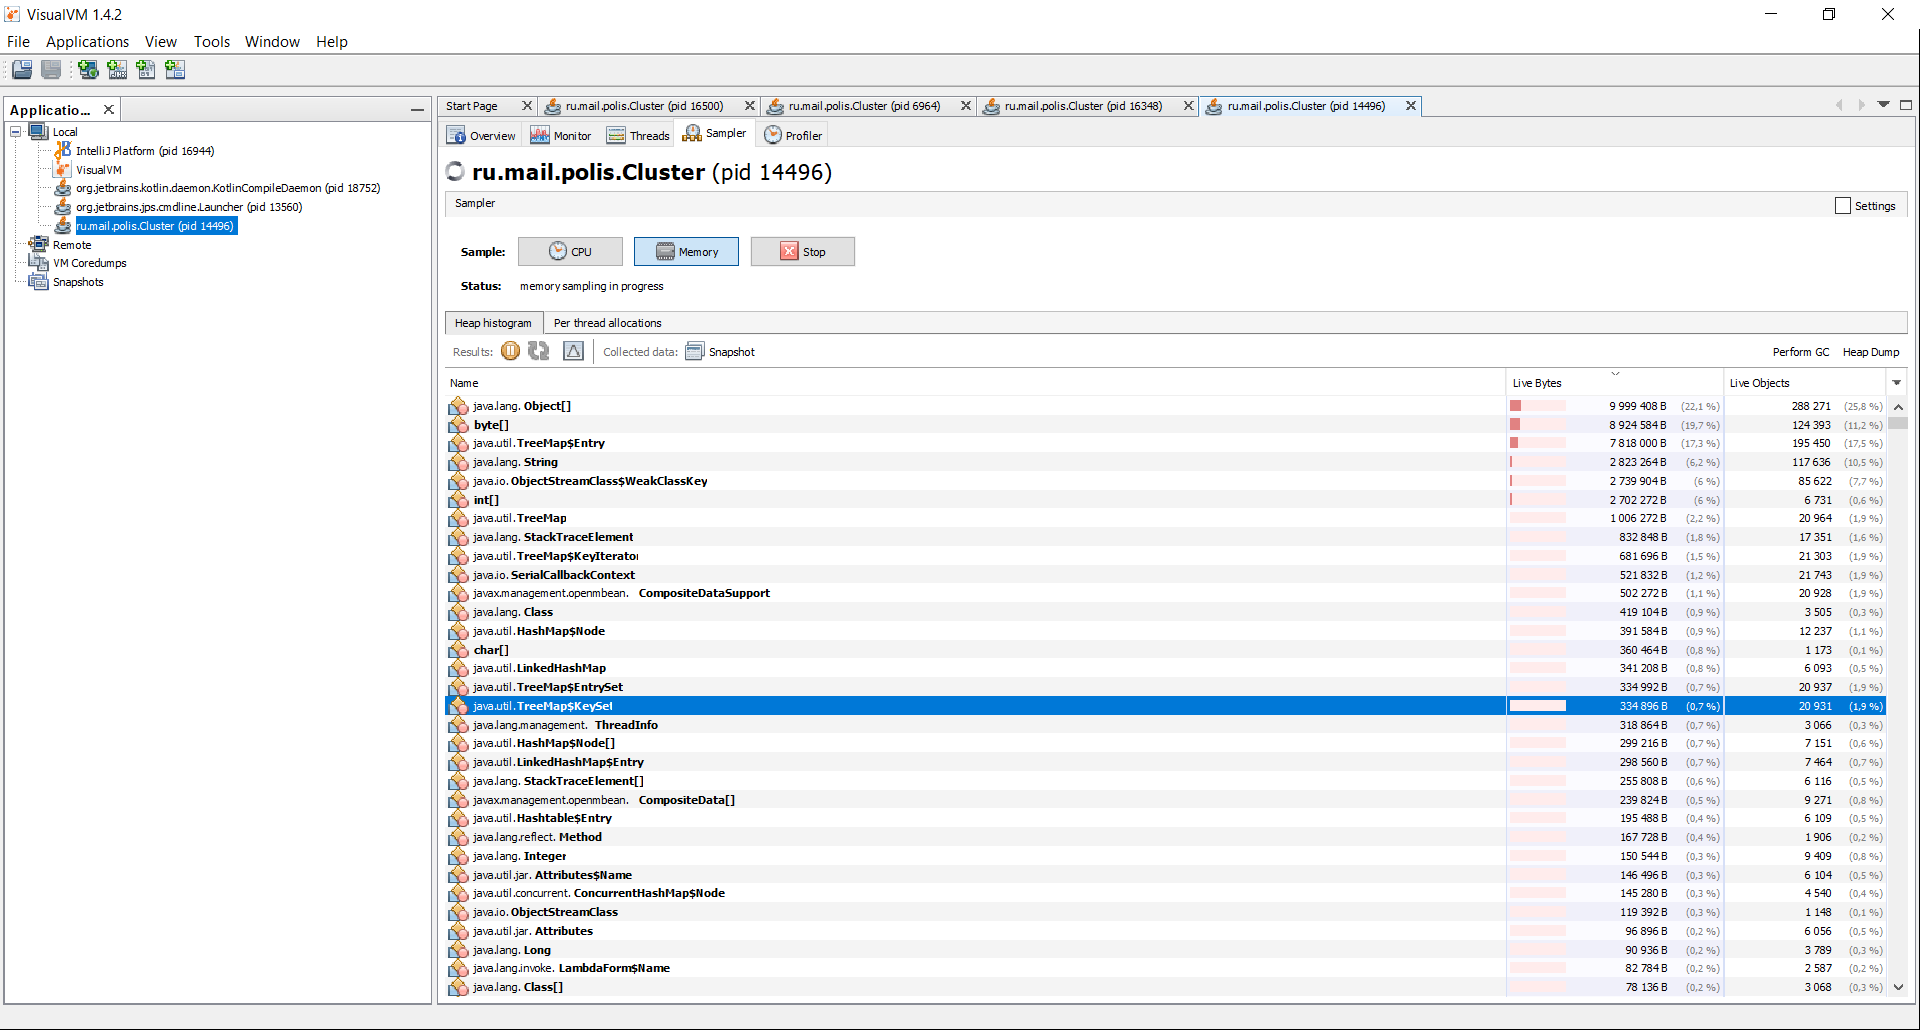 VisualVM 1.4.2
File Applications View Tools Window Help
Applicatio...
Local
IntelliJ Platform (pid 16944)
VisualVM
org.jetbrains.kotlin.daemon.KotlinCompileDaemon (pid 18752)
org.jetbrains.jps.cmdline.Launcher (pid 13560)
ru.mail.polis.Cluster (pid 14496)
Remote
VM Coredumps
Snapshots
Start Page ru.mail.polis.Cluster (pid 16500) ru.mail.polis.Cluster (pid 6964) ru.mail.polis.Cluster (pid 16348) ru.mail.polis.Cluster (pid 14496)
Overview Monitor Threads Sampler Profiler
ru.mail.polis.Cluster (pid 14496)
Sampler Settings
Sample: CPU Memory Stop
Status: memory sampling in progress
Heap histogram Per thread allocations
Results: Collected data: Snapshot Perform GC Heap Dump
Name Live Bytes Live Objects
java.lang.Object[] 9 999 408 B (22,1 %) 288 271 (25,8 %)
byte[] 8 924 584 B (19,7 %) 124 393 (11,2 %)
java.util.TreeMap$Entry 7 818 000 B (17,3 %) 195 450 (17,5 %)
java.lang.String 2 823 264 B (6,2 %) 117 636 (10,5 %)
java.io.ObjectStreamClass$WeakClassKey 2 739 904 B (6 %) 85 622 (7,7 %)
int[] 2 702 272 B (6 %) 6 731 (0,6 %)
java.util.TreeMap 1 006 272 B (2,2 %) 20 964 (1,9 %)
java.lang.StackTraceElement 832 848 B (1,8 %) 17 351 (1,6 %)
java.util.TreeMap$KeyIterator 681 696 B (1,5 %) 21 303 (1,9 %)
java.io.SerialCallbackContext 521 832 B (1,2 %) 21 743 (1,9 %)
javax.management.openmbean.CompositeDataSupport 502 272 B (1,1 %) 20 928 (1,9 %)
java.lang.Class 419 104 B (0,9 %) 3 505 (0,3 %)
java.util.HashMap$Node 391 584 B (0,9 %) 12 237 (1,1 %)
char[] 360 464 B (0,8 %) 1 173 (0,1 %)
java.util.LinkedHashMap 341 208 B (0,8 %) 6 093 (0,5 %)
java.util.TreeMap$EntrySet 334 992 B (0,7 %) 20 937 (1,9 %)
java.util.TreeMap$KeySet 334 896 B (0,7 %) 20 931 (1,9 %)
java.lang.management.ThreadInfo 318 864 B (0,7 %) 3 066 (0,3 %)
java.util.HashMap$Node[] 299 216 B (0,7 %) 7 151 (0,6 %)
java.util.LinkedHashMap$Entry 298 560 B (0,7 %) 7 464 (0,7 %)
java.lang.StackTraceElement[] 255 808 B (0,6 %) 6 116 (0,5 %)
javax.management.openmbean.CompositeData[] 239 824 B (0,5 %) 9 271 (0,8 %)
java.util.Hashtable$Entry 195 488 B (0,4 %) 6 109 (0,5 %)
java.lang.reflect.Method 167 728 B (0,4 %) 1 906 (0,2 %)
java.lang.Integer 150 544 B (0,3 %) 9 409 (0,8 %)
java.util.jar.Attributes$Name 146 496 B (0,3 %) 6 104 (0,5 %)
java.util.concurrent.ConcurrentHashMap$Node 145 280 B (0,3 %) 4 540 (0,4 %)
java.io.ObjectStreamClass 119 392 B (0,3 %) 1 148 (0,1 %)
java.util.jar.Attributes 96 896 B (0,2 %) 6 056 (0,5 %)
java.lang.Long 90 936 B (0,2 %) 3 789 (0,3 %)
java.lang.invoke.LambdaForm$Name 82 784 B (0,2 %) 2 587 (0,2 %)
java.lang.Class[] 78 136 B (0,2 %) 3 068 (0,3 %)